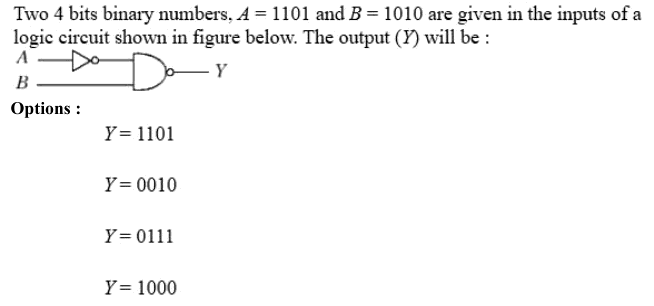 Two 4 bits binary numbers, A = 1101 and B = 1010 are given in the inputs of a
logic circuit shown in figure below. The output (Y) will be :
A
Y
B
Options :
Y = 1101
Y = 0010
Y = 0111
Y = 1000